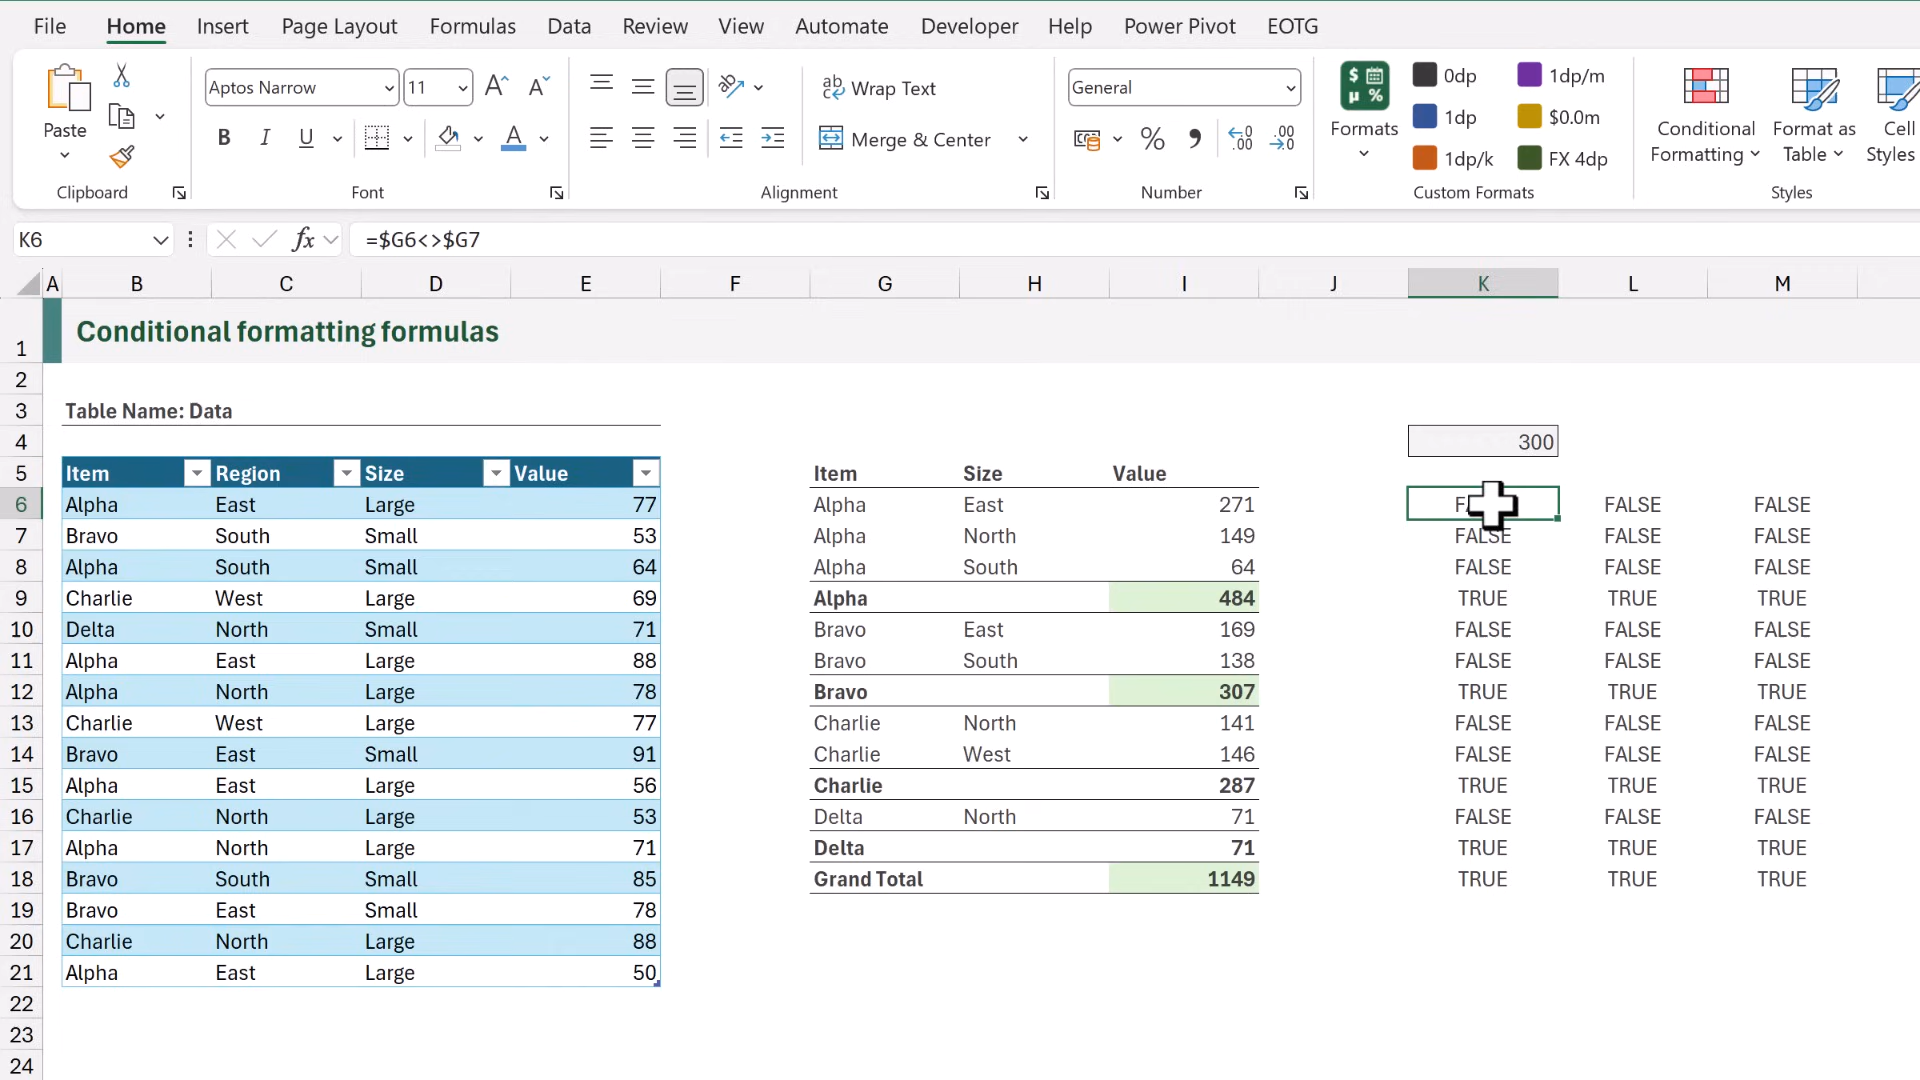 File Home Insert Page Layout Formulas Data Review View Automate Developer Help Power Pivot EOTG
Aptos Narrow 11 A^ Aˇ ab Wrap Text General $ µ % 0dp 1dp/m
Paste B I U A Merge & Center % , .00 .00 Formats 1dp $0.0m Conditional Formatting Format as Table Cell Styles
1dp/k FX 4dp
Clipboard Font Alignment Number Custom Formats Styles
K6 fx =$G6<>$G7
A B C D E F G H I J K L M
1 Conditional formatting formulas
2
3 Table Name: Data
4 300
5 Item Region Size Value Item Size Value
6 Alpha East Large 77 Alpha East 271 FALSE FALSE
7 Bravo South Small 53 Alpha North 149 FALSE FALSE FALSE
8 Alpha South Small 64 Alpha South 64 FALSE FALSE FALSE
9 Charlie West Large 69 Alpha 484 TRUE TRUE TRUE
10 Delta North Small 71 Bravo East 169 FALSE FALSE FALSE
11 Alpha East Large 88 Bravo South 138 FALSE FALSE FALSE
12 Alpha North Large 78 Bravo 307 TRUE TRUE TRUE
13 Charlie West Large 77 Charlie North 141 FALSE FALSE FALSE
14 Bravo East Small 91 Charlie West 146 FALSE FALSE FALSE
15 Alpha East Large 56 Charlie 287 TRUE TRUE TRUE
16 Charlie North Large 53 Delta North 71 FALSE FALSE FALSE
17 Alpha North Large 71 Delta 71 TRUE TRUE TRUE
18 Bravo South Small 85 Grand Total 1149 TRUE TRUE TRUE
19 Bravo East Small 78
20 Charlie North Large 88
21 Alpha East Large 50
22
23
24